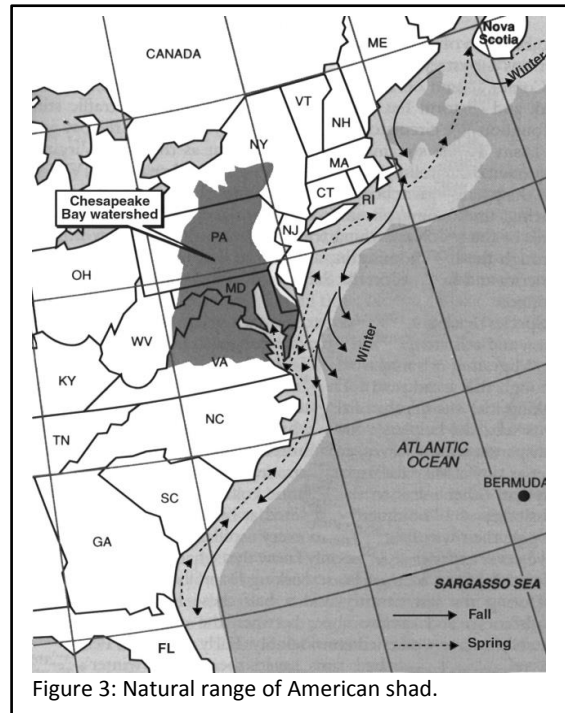 Nova
Scotia
ME
CANADA
Winter
VT
NH
NY
MA
CT
RI
Chesapeake
Bay watershed
PA
NJ
OH
MD
WV
Winter
VA
KY
NC
TN
ATLANTIC
OCEAN
BERMUDA
SC
GA
SARGASSO SEA
Fall
FL
Spring
Figure 3: Natural range of American shad.